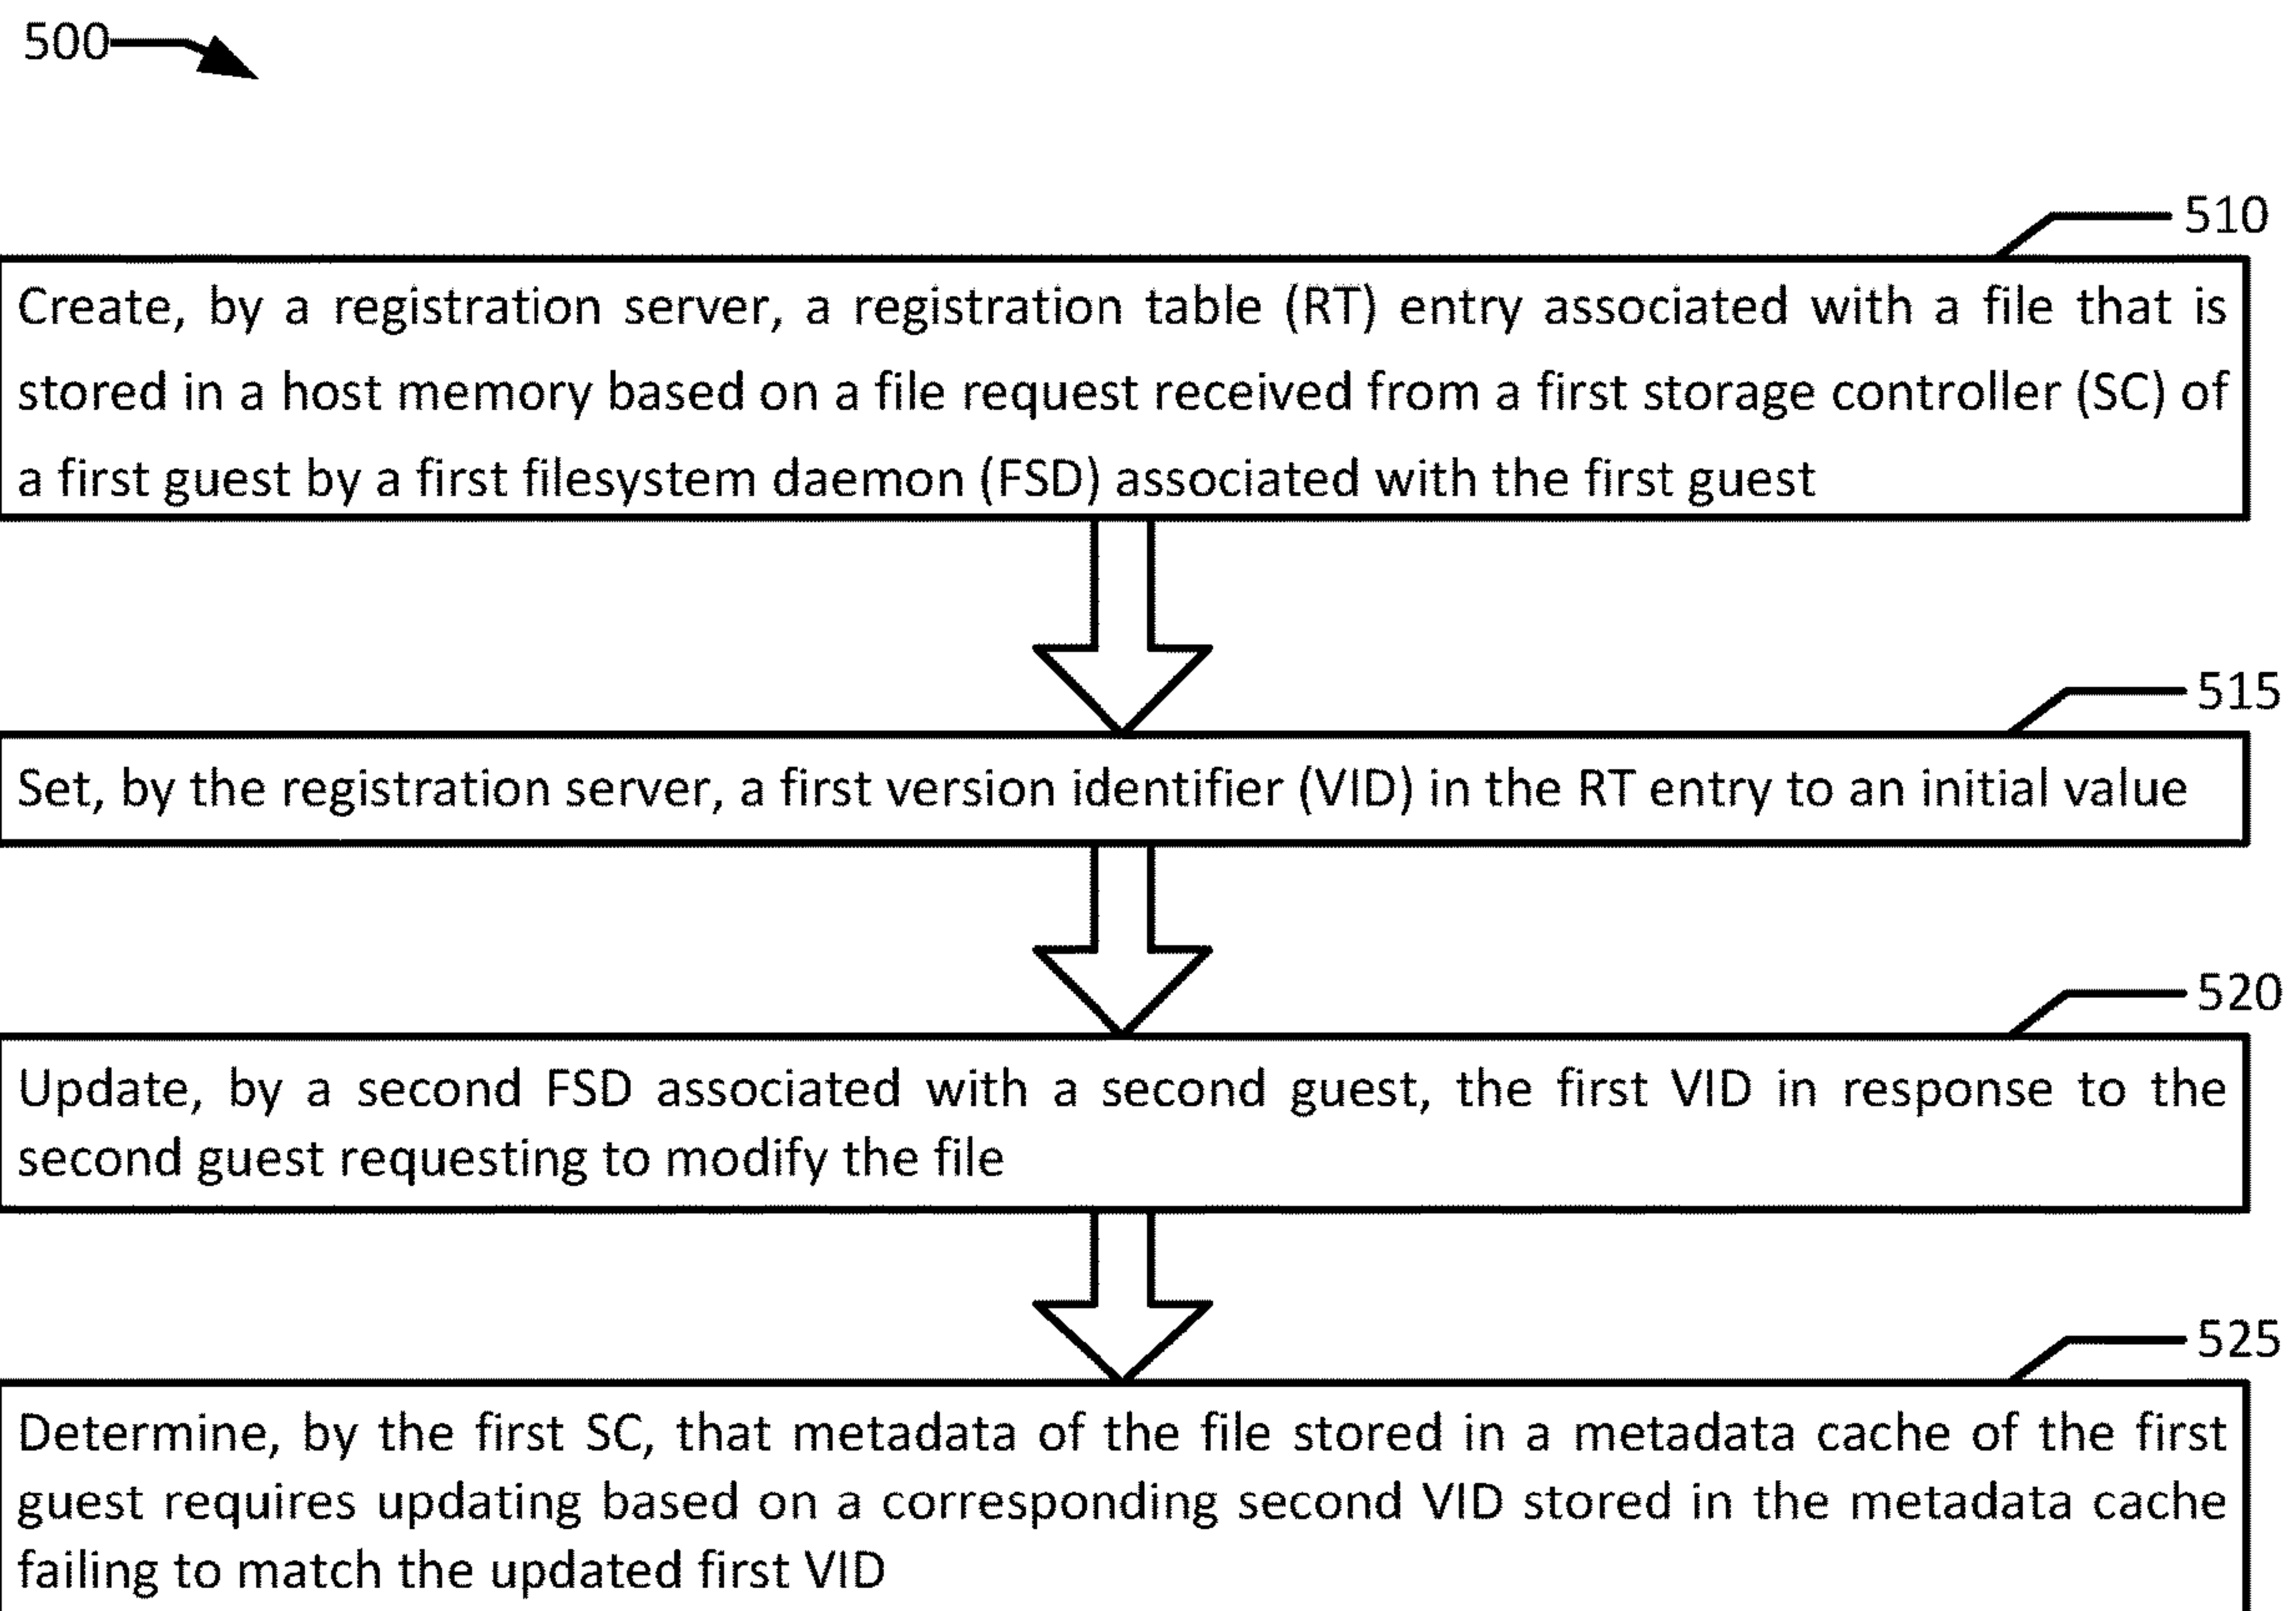 500
510
Create, by a registration server, a registration table (RT) entry associated with a file that is
stored in a host memory based on a file request received from a first storage controller (SC) of
a first guest by a first filesystem daemon (FSD) associated with the first guest
515
Set, by the registration server, a first version identifier (VID) in the RT entry to an initial value
520
Update, by a second FSD associated with a second guest, the first VID in response to the
second guest requesting to modify the file
525
Determine, by the first SC, that metadata of the file stored in a metadata cache of the first
guest requires updating based on a corresponding second VID stored in the metadata cache
failing to match the updated first VID